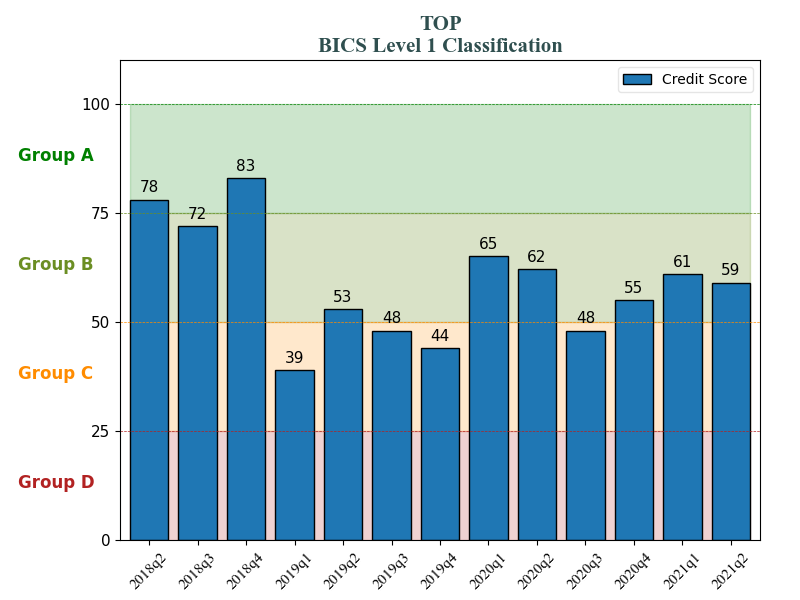 TOP
BICS Level 1 Classification
Credit Score
100
Group A
83
78
72
75
Group B
65
62
61
59
55
53
50
48
48
44
39
Group C
25
Group D
0
2018q2
2018q3
2018q4
2019q1
2019q2
2019q3
2019q4
2020q1
2020q2
2020q3
2020q4
2021q1
2021q2